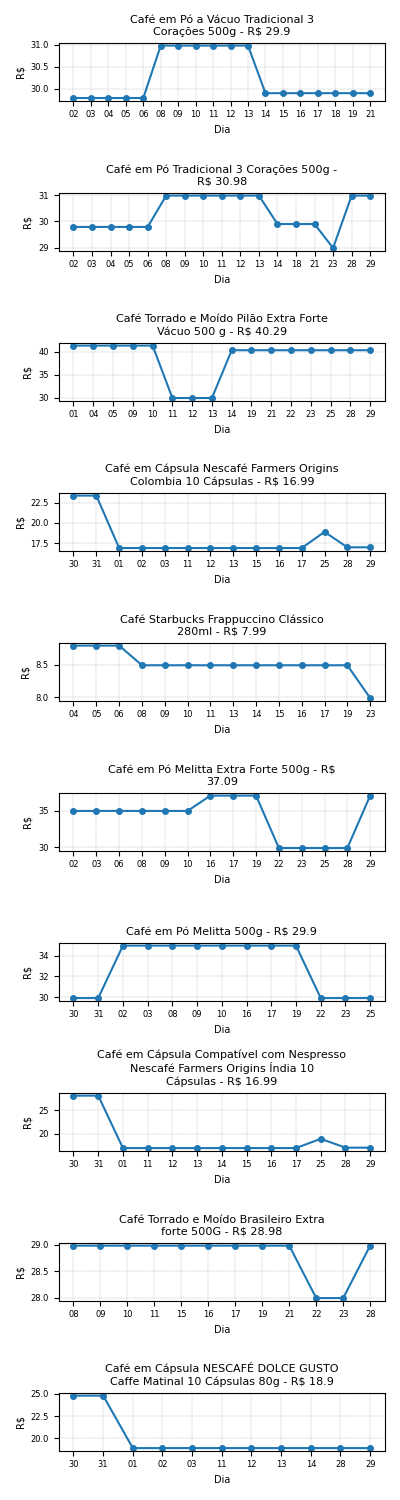 Café em Pó a Vácuo Tradicional 3
Corações 500g - R$ 29.9
31.0
30.5
30.0
R$
02 03 04 05 06 08 09 10 11 12 13 14 15 16 17 18 19 21
Dia
Café em Pó Tradicional 3 Corações 500g -
R$ 30.98
31
30
29
R$
02 03 04 05 06 08 09 10 11 12 13 14 18 21 23 28 29
Dia
Café Torrado e Moído Pilão Extra Forte
Vácuo 500 g - R$ 40.29
40
35
30
R$
01 04 05 09 10 11 12 13 14 19 21 22 23 25 28 29
Dia
Café em Cápsula Nescafé Farmers Origins
Colombia 10 Cápsulas - R$ 16.99
22.5
20.0
17.5
R$
30 31 01 02 03 11 12 13 15 16 17 25 28 29
Dia
Café Starbucks Frappuccino Clássico
280ml - R$ 7.99
8.5
8.0
R$
04 05 06 08 09 10 11 13 14 15 16 17 19 23
Dia
Café em Pó Melitta Extra Forte 500g - R$
37.09
35
30
R$
02 03 06 08 09 10 16 17 19 22 23 25 28 29
Dia
Café em Pó Melitta 500g - R$ 29.9
34
32
30
R$
30 31 02 03 08 09 10 16 17 19 22 23 25
Dia
Café em Cápsula Compatível com Nespresso
Nescafé Farmers Origins Índia 10
Cápsulas - R$ 16.99
25
20
R$
30 31 01 11 12 13 14 15 16 17 25 28 29
Dia
Café Torrado e Moído Brasileiro Extra
forte 500G - R$ 28.98
29.0
28.5
28.0
R$
08 09 10 11 15 16 17 19 21 22 23 28
Dia
Café em Cápsula NESCAFÉ DOLCE GUSTO
Caffe Matinal 10 Cápsulas 80g - R$ 18.9
25.0
22.5
20.0
R$
30 31 01 02 03 11 12 13 14 28 29
Dia